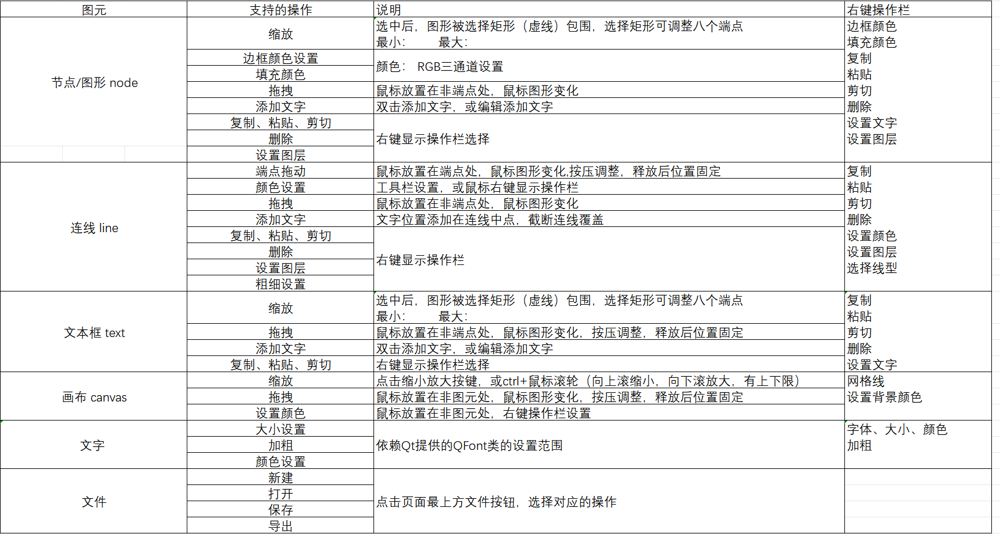 图元 支持的操作 说明 右键操作栏
节点/图形 node
缩放
选中后，图形被选择矩形（虚线）包围，选择矩形可调整八个端点
最小： 最大：
边框颜色设置
填充颜色
颜色： RGB三通道设置
拖拽 鼠标放置在非端点处，鼠标图形变化
添加文字 双击添加文字，或编辑添加文字
复制、粘贴、剪切
删除
设置图层
右键显示操作栏选择
边框颜色
填充颜色
复制
粘贴
剪切
删除
设置文字
设置图层
连线 line
端点拖动 鼠标放置在端点处，鼠标图形变化,按压调整，释放后位置固定
颜色设置 工具栏设置，或鼠标右键显示操作栏
拖拽 鼠标放置在非端点处，鼠标图形变化
添加文字 文字位置添加在连线中点，截断连线覆盖
复制、粘贴、剪切
删除
设置图层
粗细设置
右键显示操作栏
复制
粘贴
剪切
删除
设置颜色
设置图层
选择线型
文本框 text
缩放
选中后，图形被选择矩形（虚线）包围，选择矩形可调整八个端点
最小： 最大：
拖拽 鼠标放置在非端点处，鼠标图形变化，按压调整，释放后位置固定
添加文字 双击添加文字，或编辑添加文字
复制、粘贴、剪切 右键显示操作栏选择
复制
粘贴
剪切
删除
设置文字
画布 canvas
缩放 点击缩小放大按键，或ctrl+鼠标滚轮（向上滚缩小，向下滚放大，有上下限）
拖拽 鼠标放置在非图元处，鼠标图形变化，按压调整，释放后位置固定
设置颜色 鼠标放置在非图元处，右键操作栏设置
网格线
设置背景颜色
文字
大小设置
加粗
颜色设置
依赖Qt提供的QFont类的设置范围
字体、大小、颜色
加粗
文件
新建
打开
保存
导出
点击页面最上方文件按钮，选择对应的操作